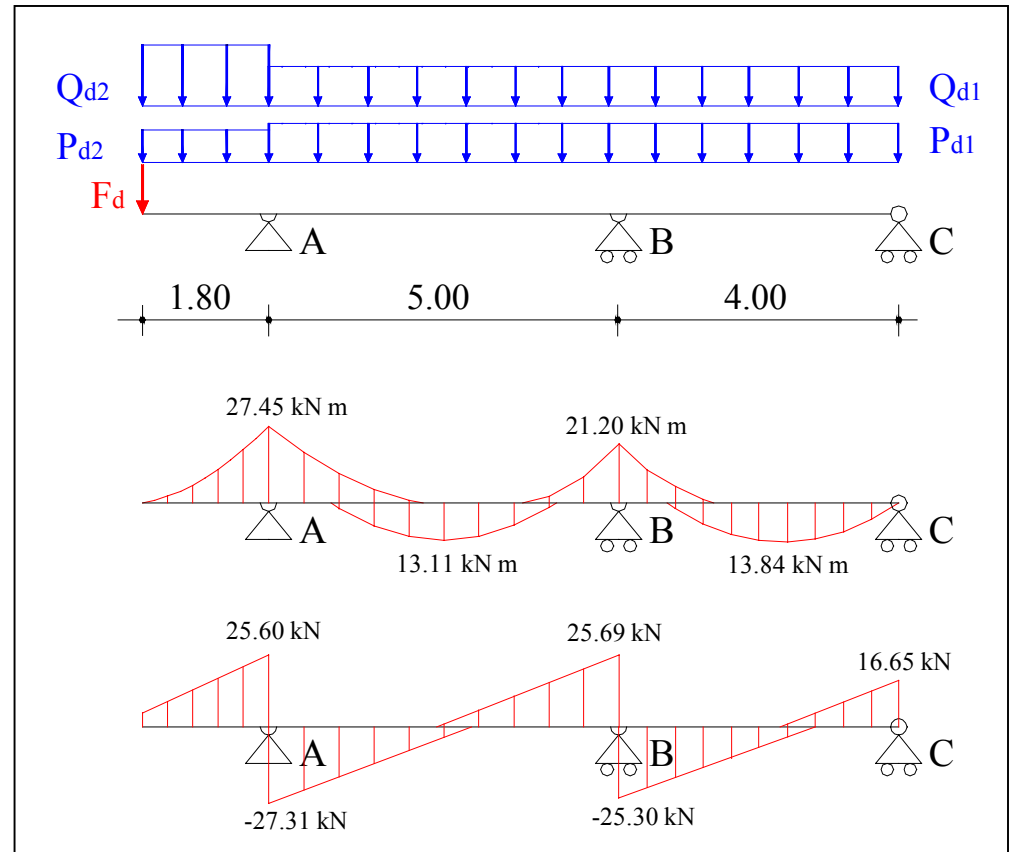 Qd2 Qd1
Pd2 Pd1
Fd
A B C
1.80 5.00 4.00
27.45 kN m
21.20 kN m
A B C
13.11 kN m 13.84 kN m
25.60 kN 25.69 kN
16.65 kN
A B C
-27.31 kN -25.30 kN